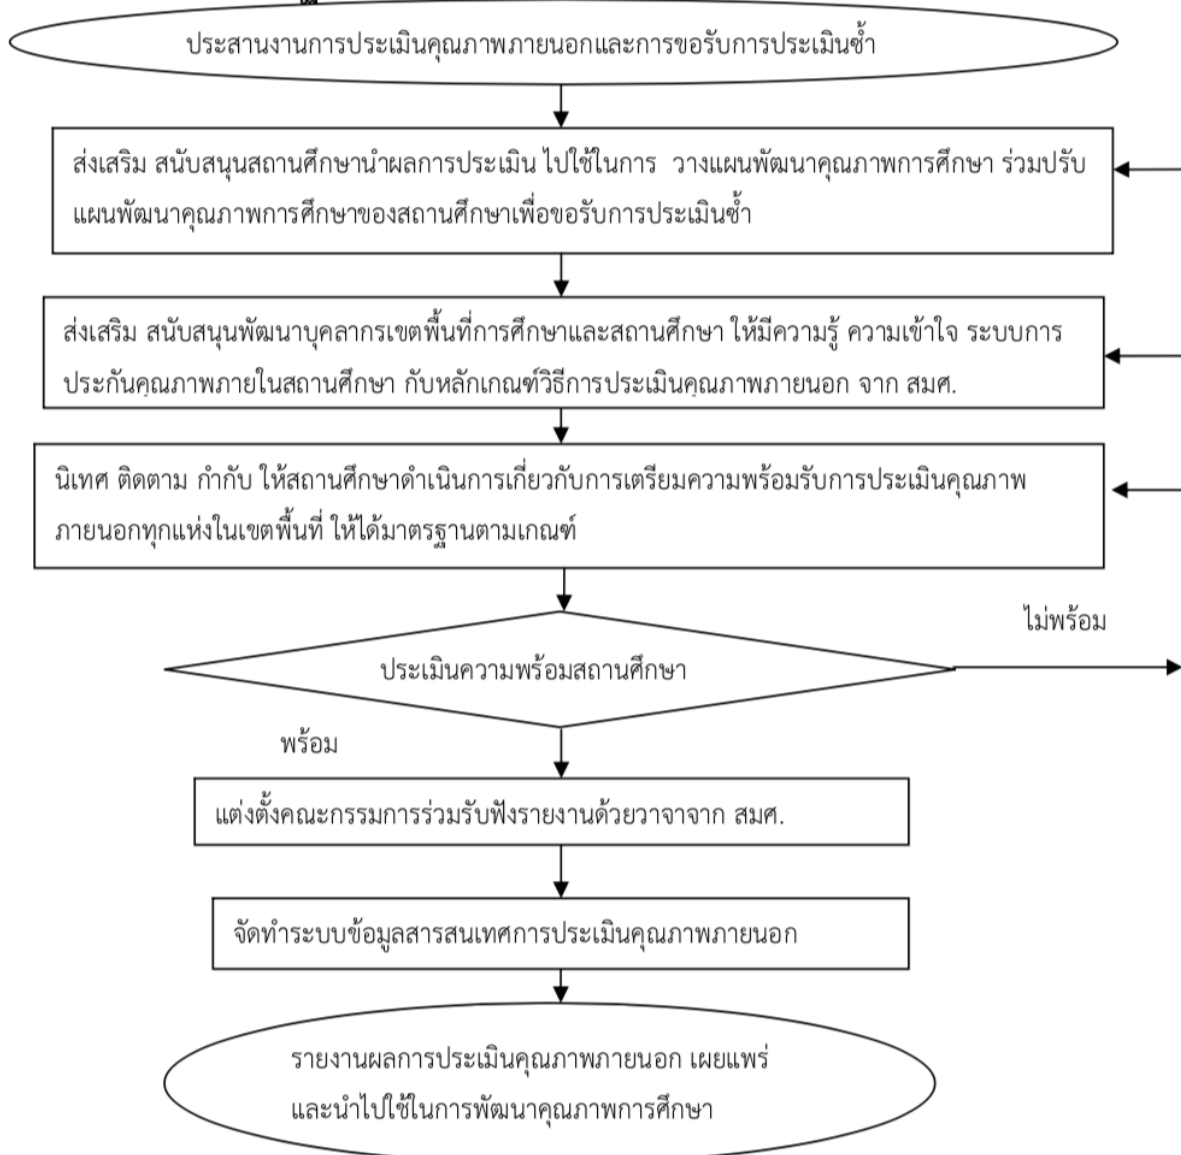 ประสานงานการประเมินคุณภาพภายนอกและการขอรับการประเมินซ้ำ
ส่งเสริม สนับสนุนสถานศึกษานำผลการประเมิน ไปใช้ในการ วางแผนพัฒนาคุณภาพการศึกษา ร่วมปรับ
แผนพัฒนาคุณภาพการศึกษาของสถานศึกษาเพื่อขอรับการประเมินซ้ำ
ส่งเสริม สนับสนุนพัฒนาบุคลากรเขตพื้นที่การศึกษาและสถานศึกษา ให้มีความรู้ ความเข้าใจ ระบบการ
ประกันคุณภาพภายในสถานศึกษา กับหลักเกณฑ์วิธีการประเมินคุณภาพภายนอก จาก สมศ.
นิเทศ ติดตาม กำกับ ให้สถานศึกษาดำเนินการเกี่ยวกับการเตรียมความพร้อมรับการประเมินคุณภาพ
ภายนอกทุกแห่งในเขตพื้นที่ ให้ได้มาตรฐานตามเกณฑ์
ไม่พร้อม
ประเมินความพร้อมสถานศึกษา
พร้อม
แต่งตั้งคณะกรรมการร่วมรับฟังรายงานด้วยวาจาจาก สมศ.
จัดทำระบบข้อมูลสารสนเทศการประเมินคุณภาพภายนอก
รายงานผลการประเมินคุณภาพภายนอก เผยแพร่
และนำไปใช้ในการพัฒนาคุณภาพการศึกษา